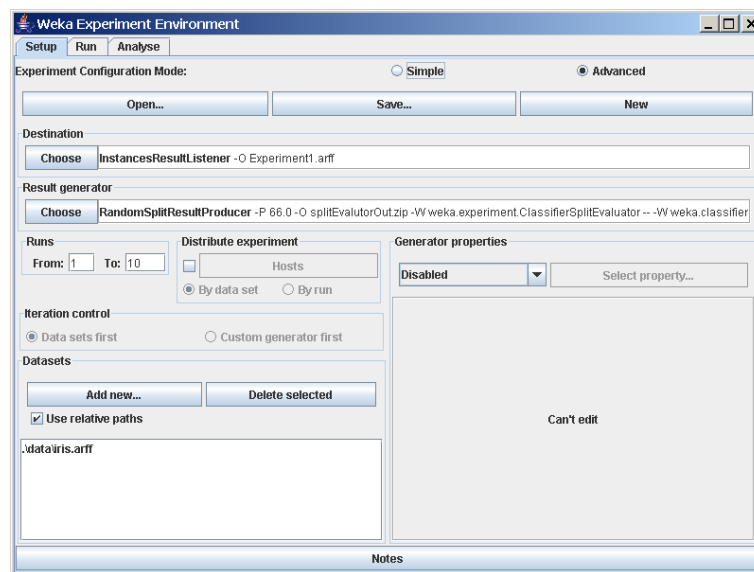 Weka Experiment Environment
Setup Run Analyse
Experiment Configuration Mode: Simple Advanced
Open... Save... New
Destination
Choose InstancesResultListener -O Experiment1.arff
Result generator
Choose RandomSplitResultProducer -P 66.0 -O splitEvalutorOut.zip -W weka.experiment.ClassifierSplitEvaluator -- -W weka.classifier
Runs Distribute experiment Generator properties
From: 1 To: 10 Hosts Disabled Select property...
By data set By run
Iteration control
Data sets first Custom generator first
Datasets
Add new... Delete selected
Use relative paths Can't edit
.\data\iris.arff
Notes